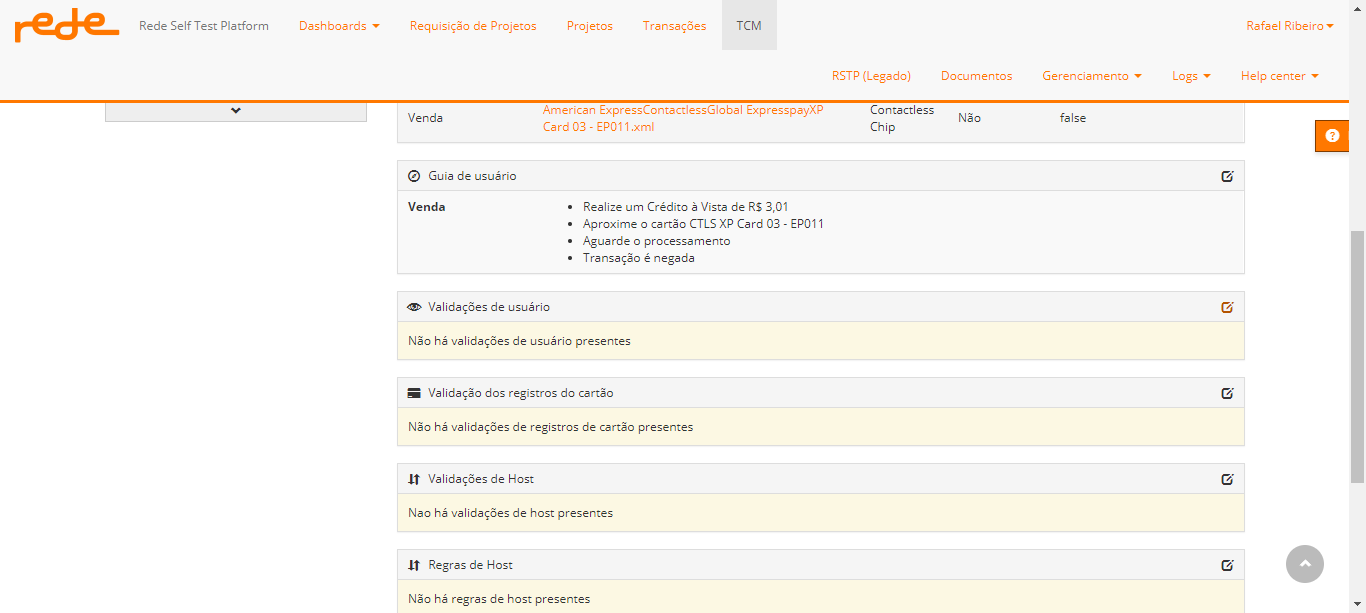 rede Rede Self Test Platform Dashboards Requisição de Projetos Projetos Transações TCM Rafael Ribeiro
RSTP (Legado) Documentos Gerenciamento Logs Help center
Venda American ExpressContactlessGlobal ExpresspayXP Contactless Não false
Card 03 - EP011.xml Chip
Guia de usuário
Venda Realize um Crédito à Vista de R$ 3,01
Aproxime o cartão CTLS XP Card 03 - EP011
Aguarde o processamento
Transação é negada
Validações de usuário
Não há validações de usuário presentes
Validação dos registros do cartão
Não há validações de registros de cartão presentes
Validações de Host
Nao há validações de host presentes
Regras de Host
Não há regras de host presentes